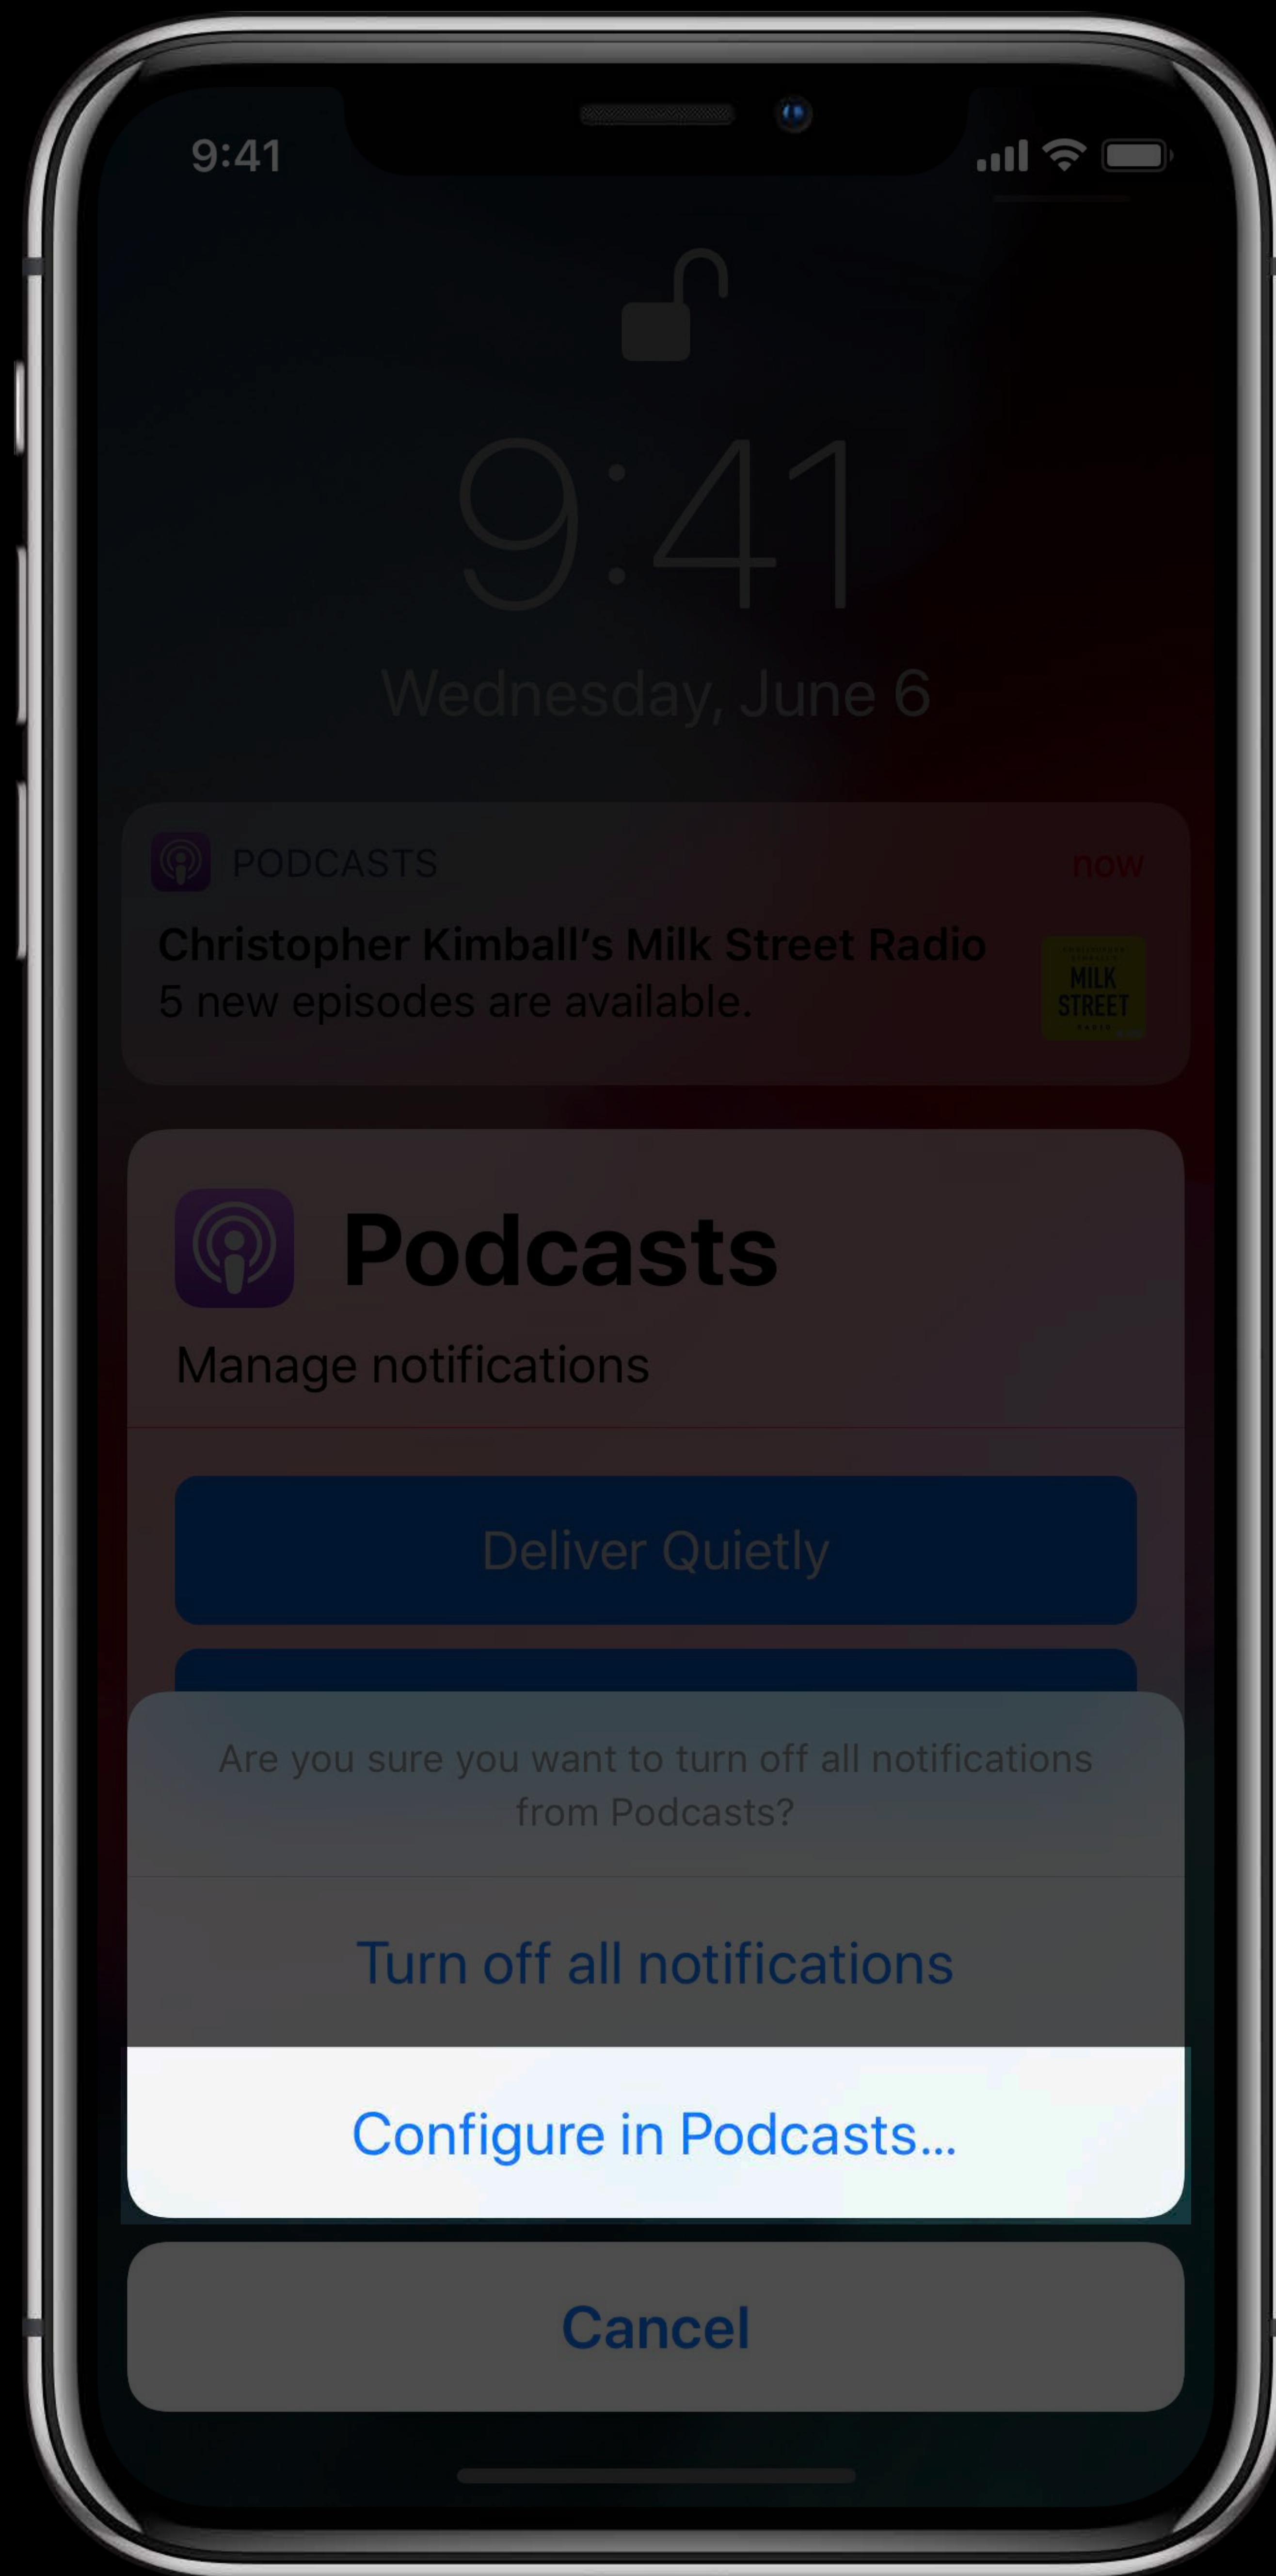 9:41
9:41
Wednesday, June 6
PODCASTS
now
Christopher Kimball's Milk Street Radio
5 new episodes are available.
MILK
STREET
RADIO
Podcasts
Manage notifications
Deliver Quietly
Are you sure you want to turn off all notifications
from Podcasts?
Turn off all notifications
Configure in Podcasts...
Cancel